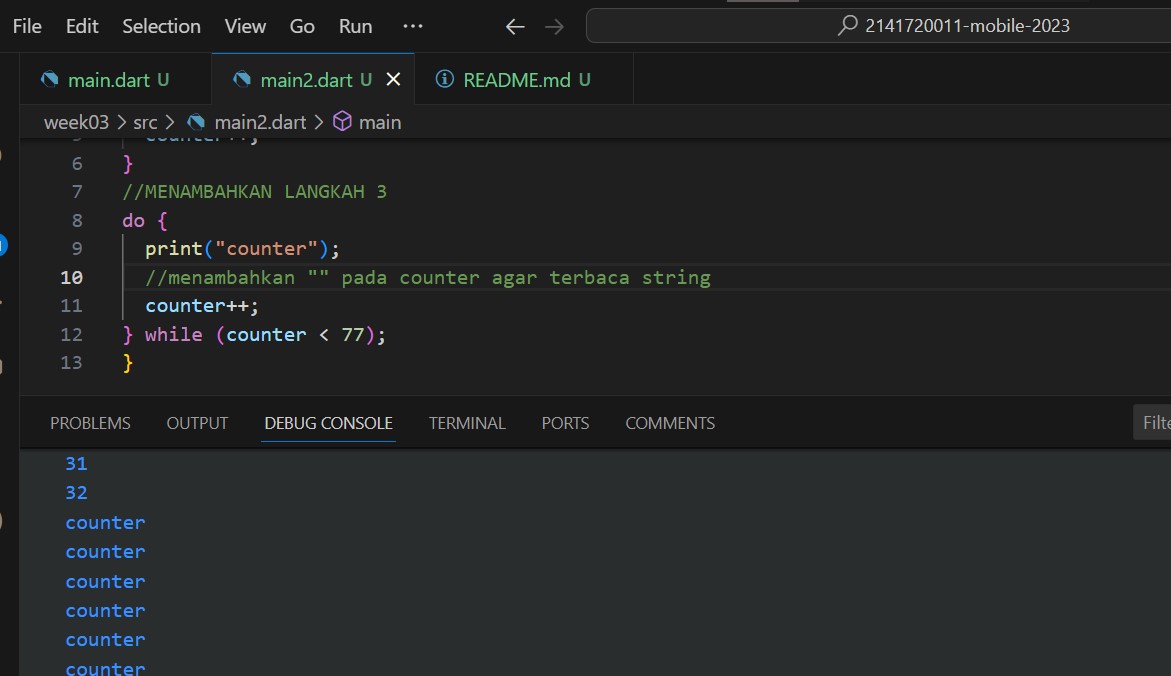 File Edit Selection View Go Run ··· 2141720011-mobile-2023
main.dart U main2.dart U README.md U
week03 > src > main2.dart > main
5 counter++;
6 }
7 //MENAMBAHKAN LANGKAH 3
8 do {
9 print("counter");
10 //menambahkan "" pada counter agar terbaca string
11 counter++;
12 } while (counter < 77);
13 }
PROBLEMS OUTPUT DEBUG CONSOLE TERMINAL PORTS COMMENTS
31
32
counter
counter
counter
counter
counter
counter